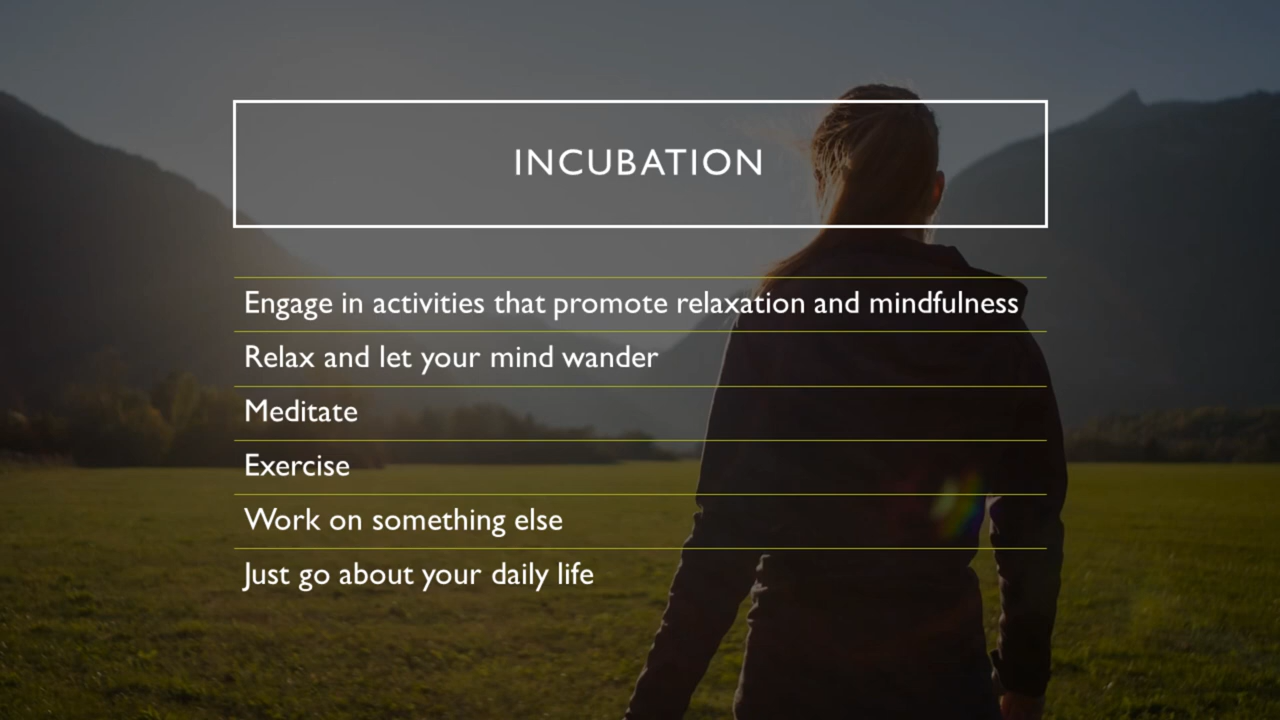 INCUBATION
Engage in activities that promote relaxation and mindfulness
Relax and let your mind wander
Meditate
Exercise
Work on something else
Just go about your daily life